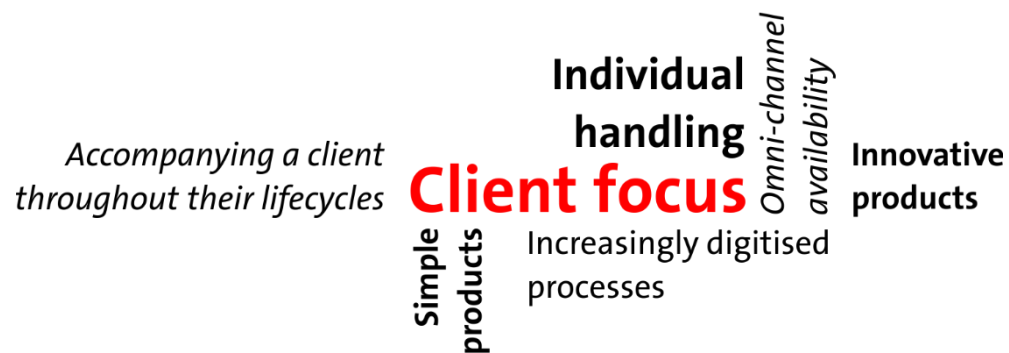 Individual
handling
Omni-channel
availability
Accompanying a client
throughout their lifecycles
Client focus
Innovative
products
Simple
products
Increasingly digitised
processes